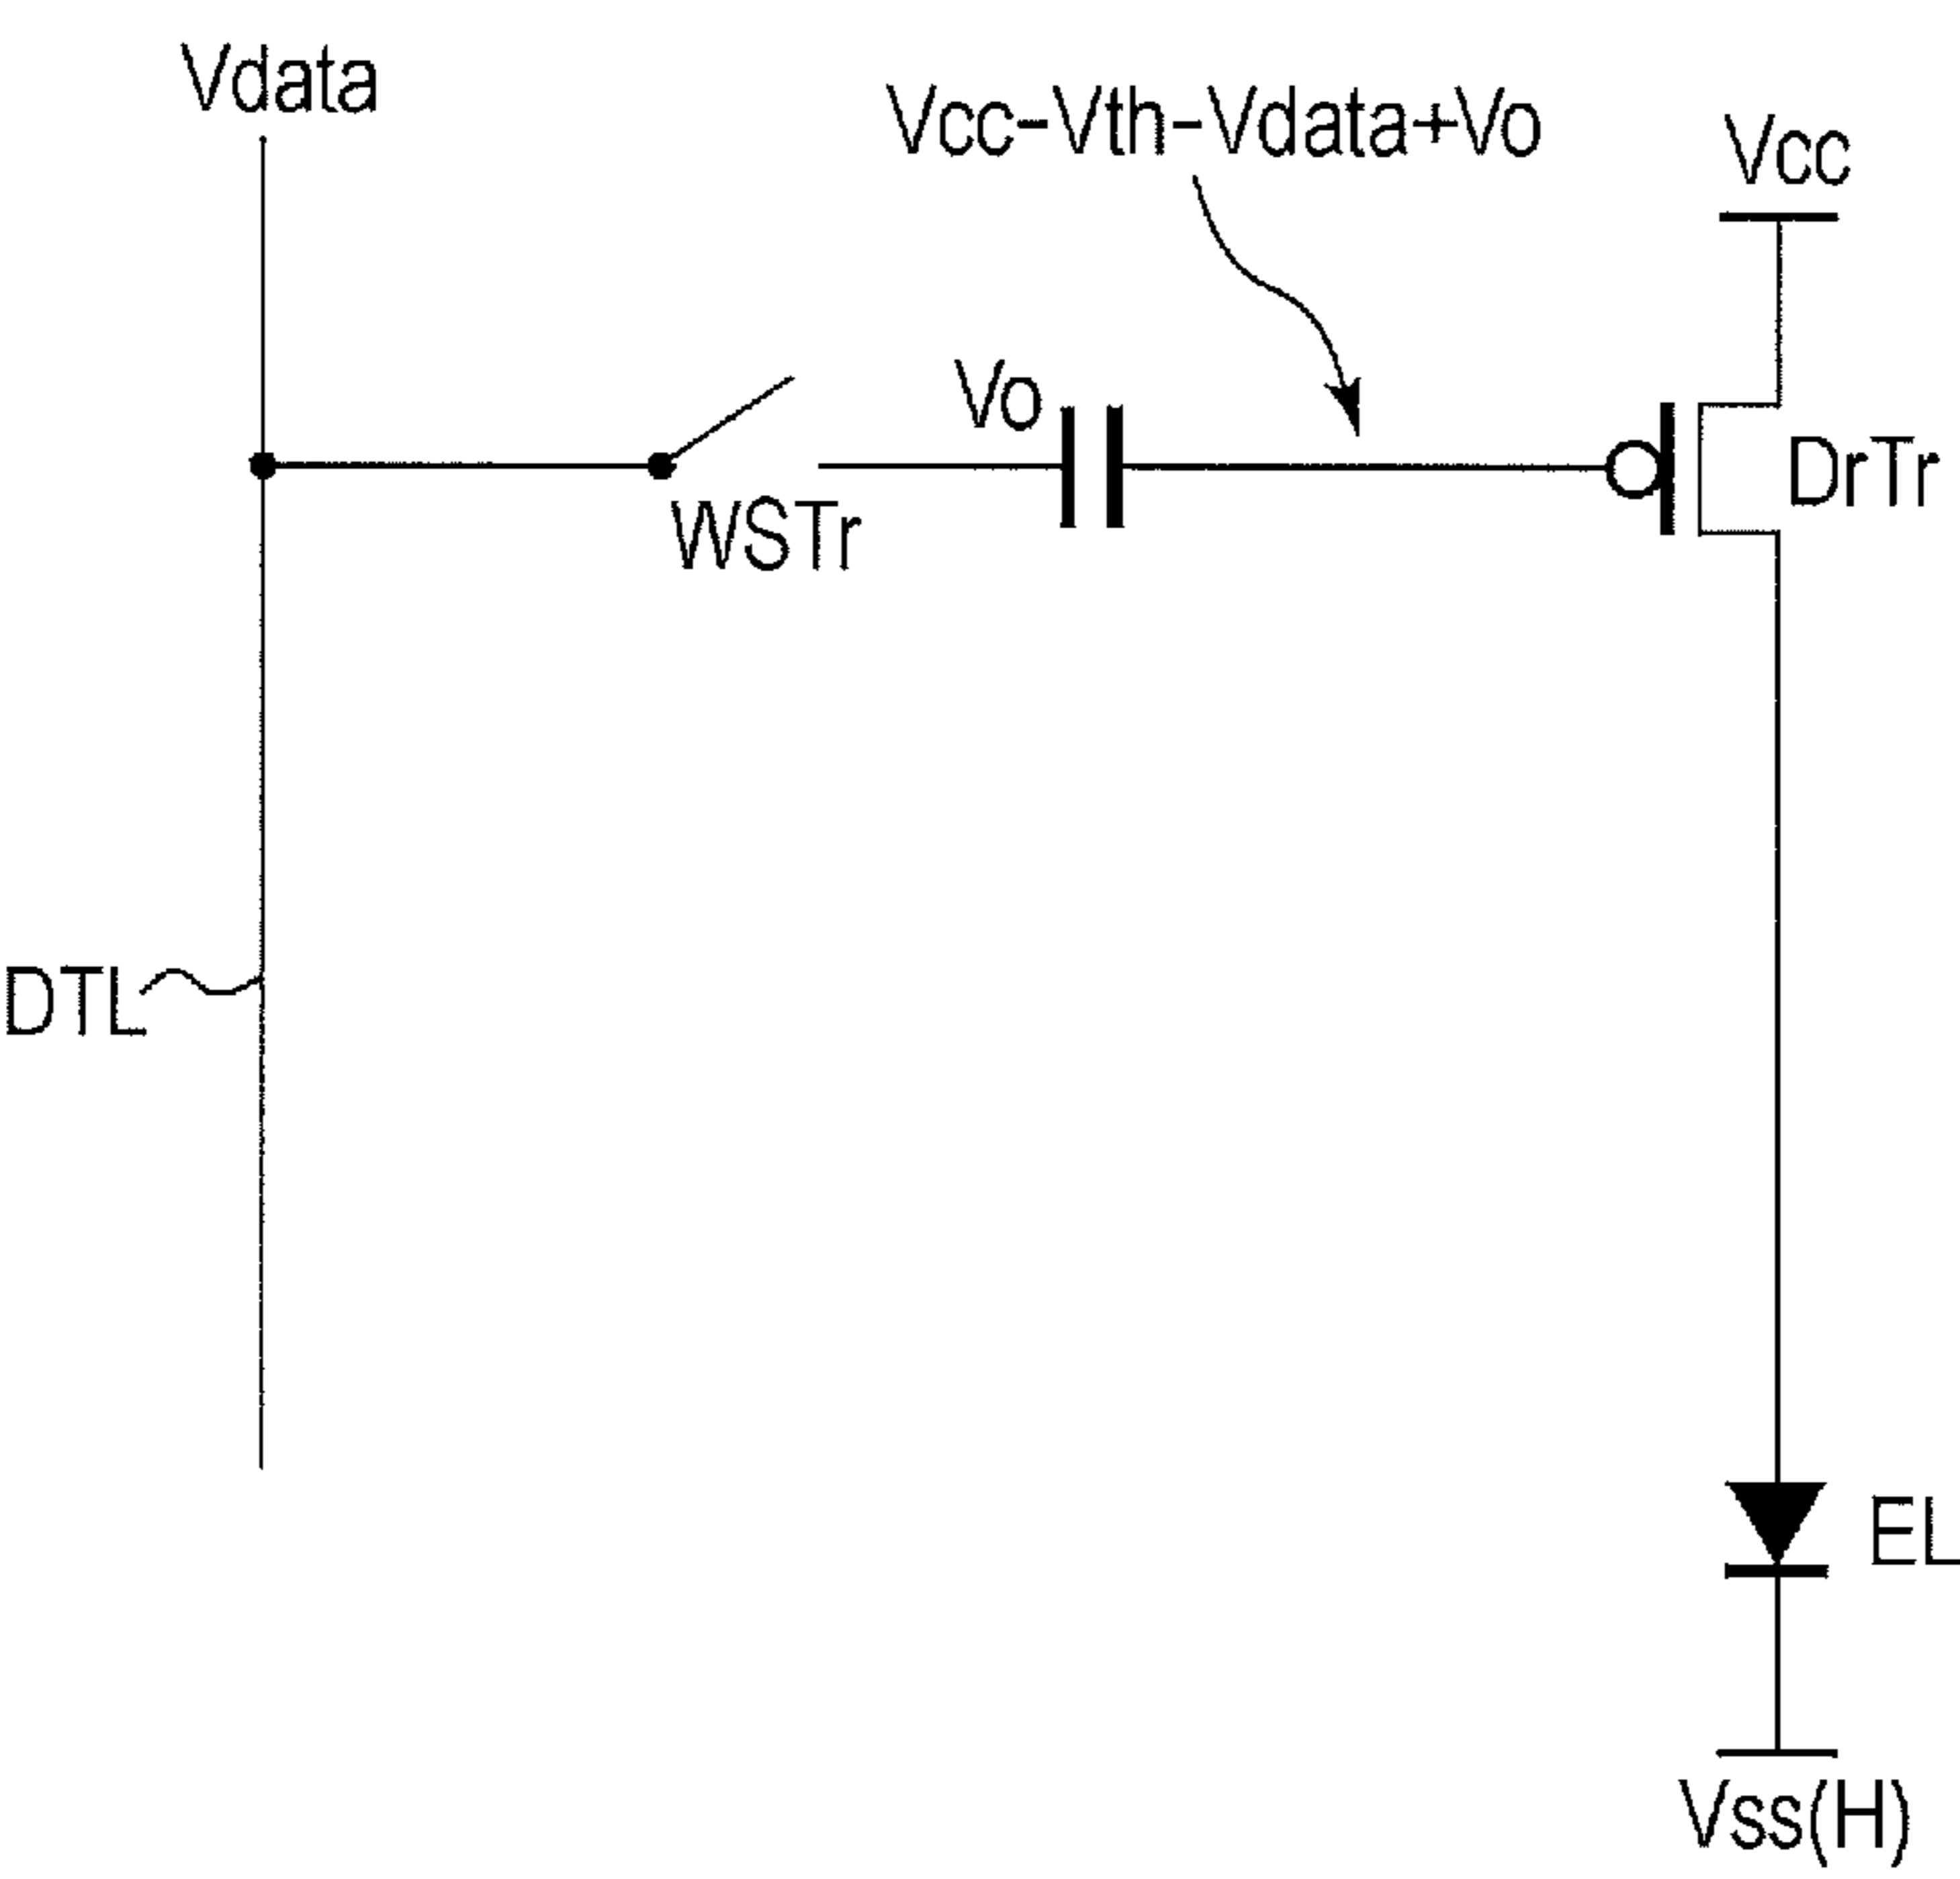 Vdata
Vcc-Vth-Vdata+Vo
Vcc
Vo
DrTr
WSTr
DTL
EL
Vss(H)